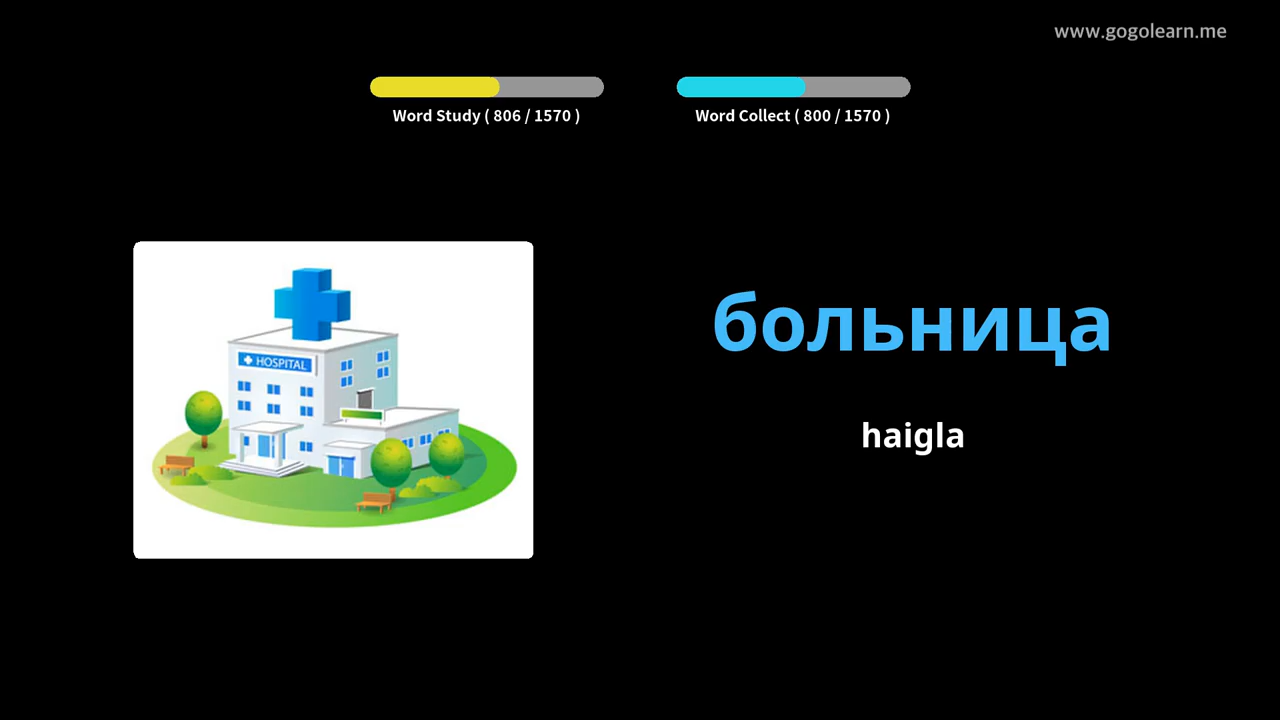 www.gogolearn.me
Word Study ( 806 / 1570 )
Word Collect ( 800 / 1570 )
HOSPITAL
больница
haigla